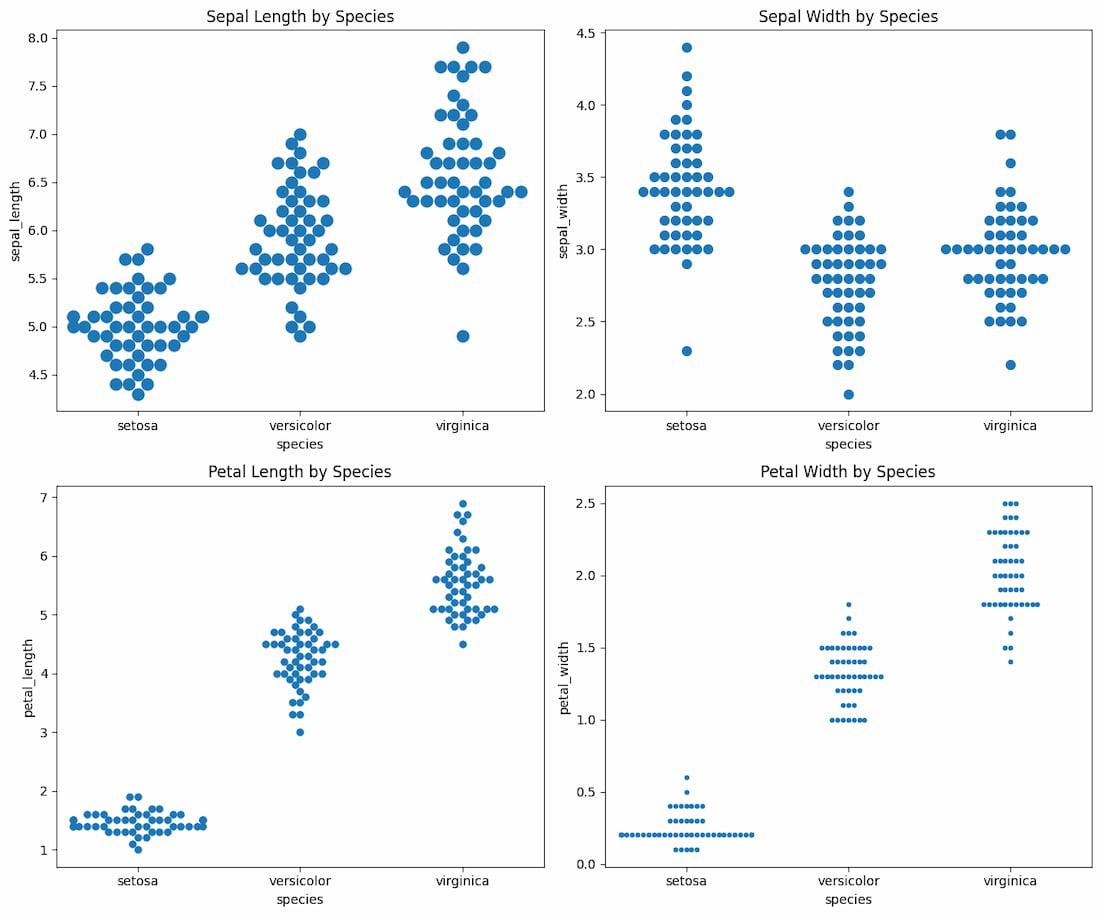 Sepal Length by Species
8.0
7.5
7.0
6.5
6.0
5.5
5.0
4.5
sepal_length
setosa versicolor virginica
species
Sepal Width by Species
4.5
4.0
3.5
3.0
2.5
2.0
sepal_width
setosa versicolor virginica
species
Petal Length by Species
7
6
5
4
3
2
1
petal_length
setosa versicolor virginica
species
Petal Width by Species
2.5
2.0
1.5
1.0
0.5
0.0
petal_width
setosa versicolor virginica
species